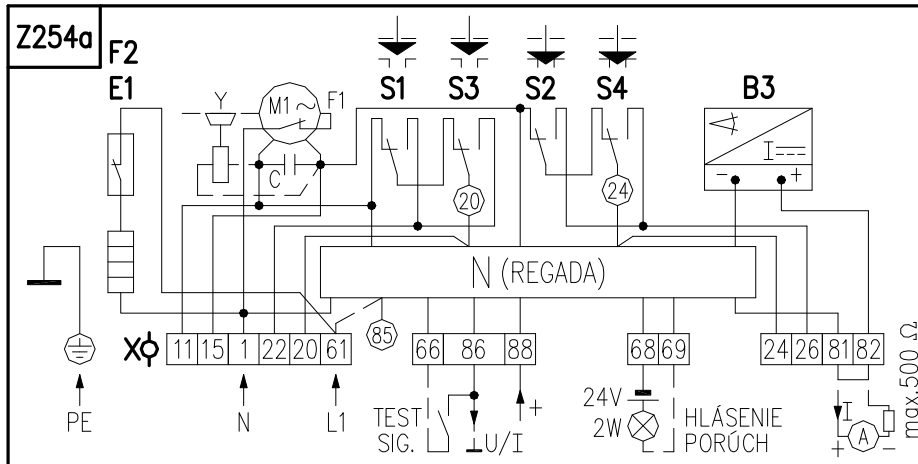 Z254a
F2
E1
Y
M1 ~
F1
C
S1
S3
S2
S4
B3
I
- +
20
24
N (REGADA)
85
X
11 15 1 22 20 61
66 86 88
68 69
24 26 81 82
PE
N
L1
TEST
SIG.
U/I
+
24V
2W
HLÁSENIE
PORÚCH
I
A
+ -
max.500 Ω